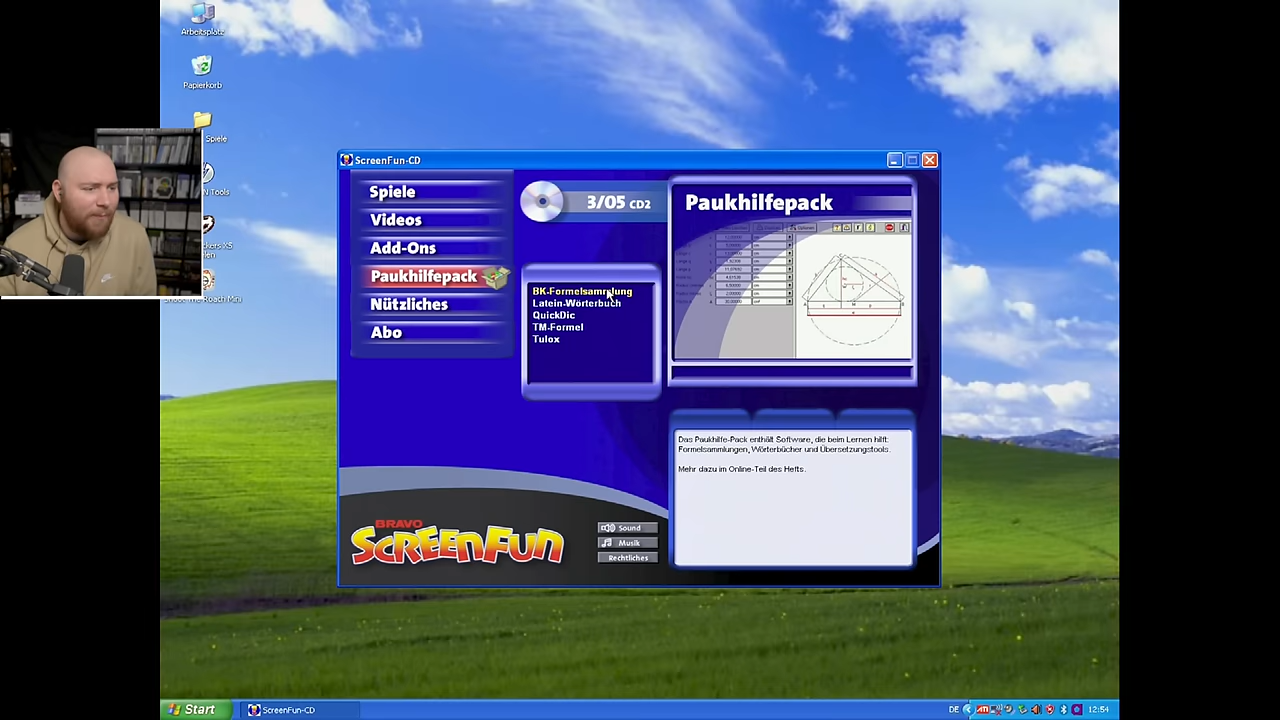 Arbeitsplatz
Papierkorb
Spiele
N Tools
ScreenFun-CD
Spiele
Videos
Add-Ons
Paukhilfepack
Nützliches
Abo
3/05 CD2
BK-Formelsammlung
Latein-Wörterbuch
QuickDic
TM-Formel
Tulox
Paukhilfepack
Das Paukhilfe-Pack enthält Software, die beim Lernen hilft:
Formelsammlungen, Wörterbücher und Übersetzungstools.
Mehr dazu im Online-Teil des Hefts.
BRAVO
SCREENFUN
Sound
Musik
Rechtliches
Start
ScreenFun-CD
DE
12:54